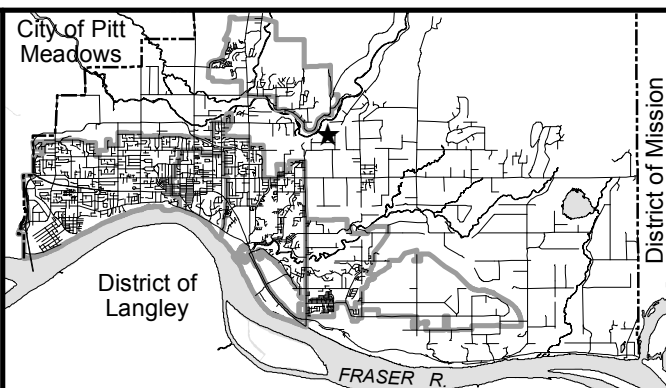 City of Pitt
Meadows
District of Mission
District of
Langley
FRASER R.